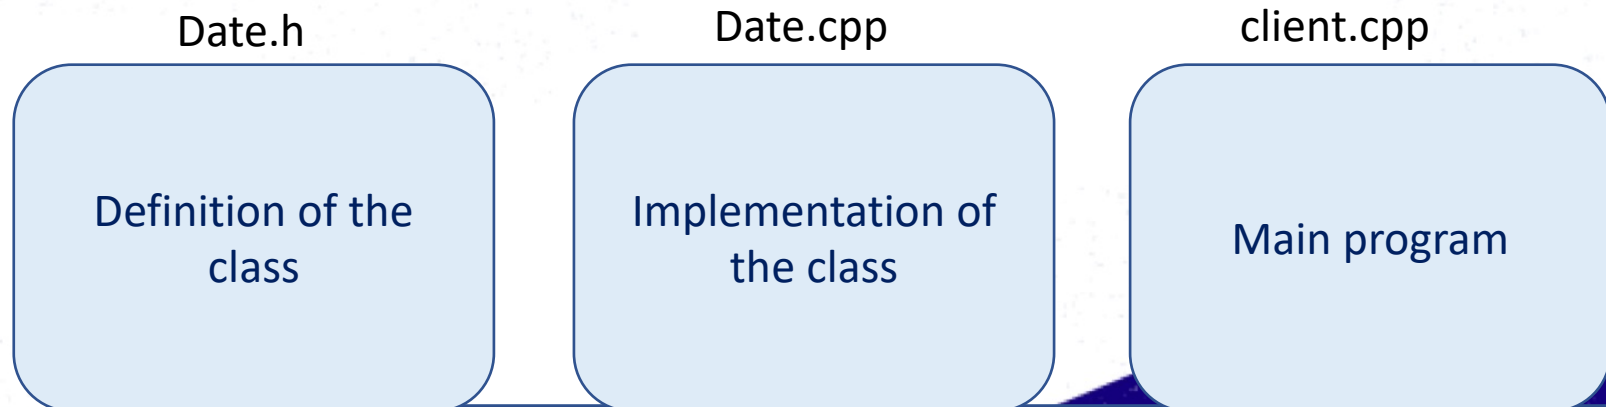 Date.h
Date.cpp
client.cpp
Definition of the
class
Implementation of
the class
Main program